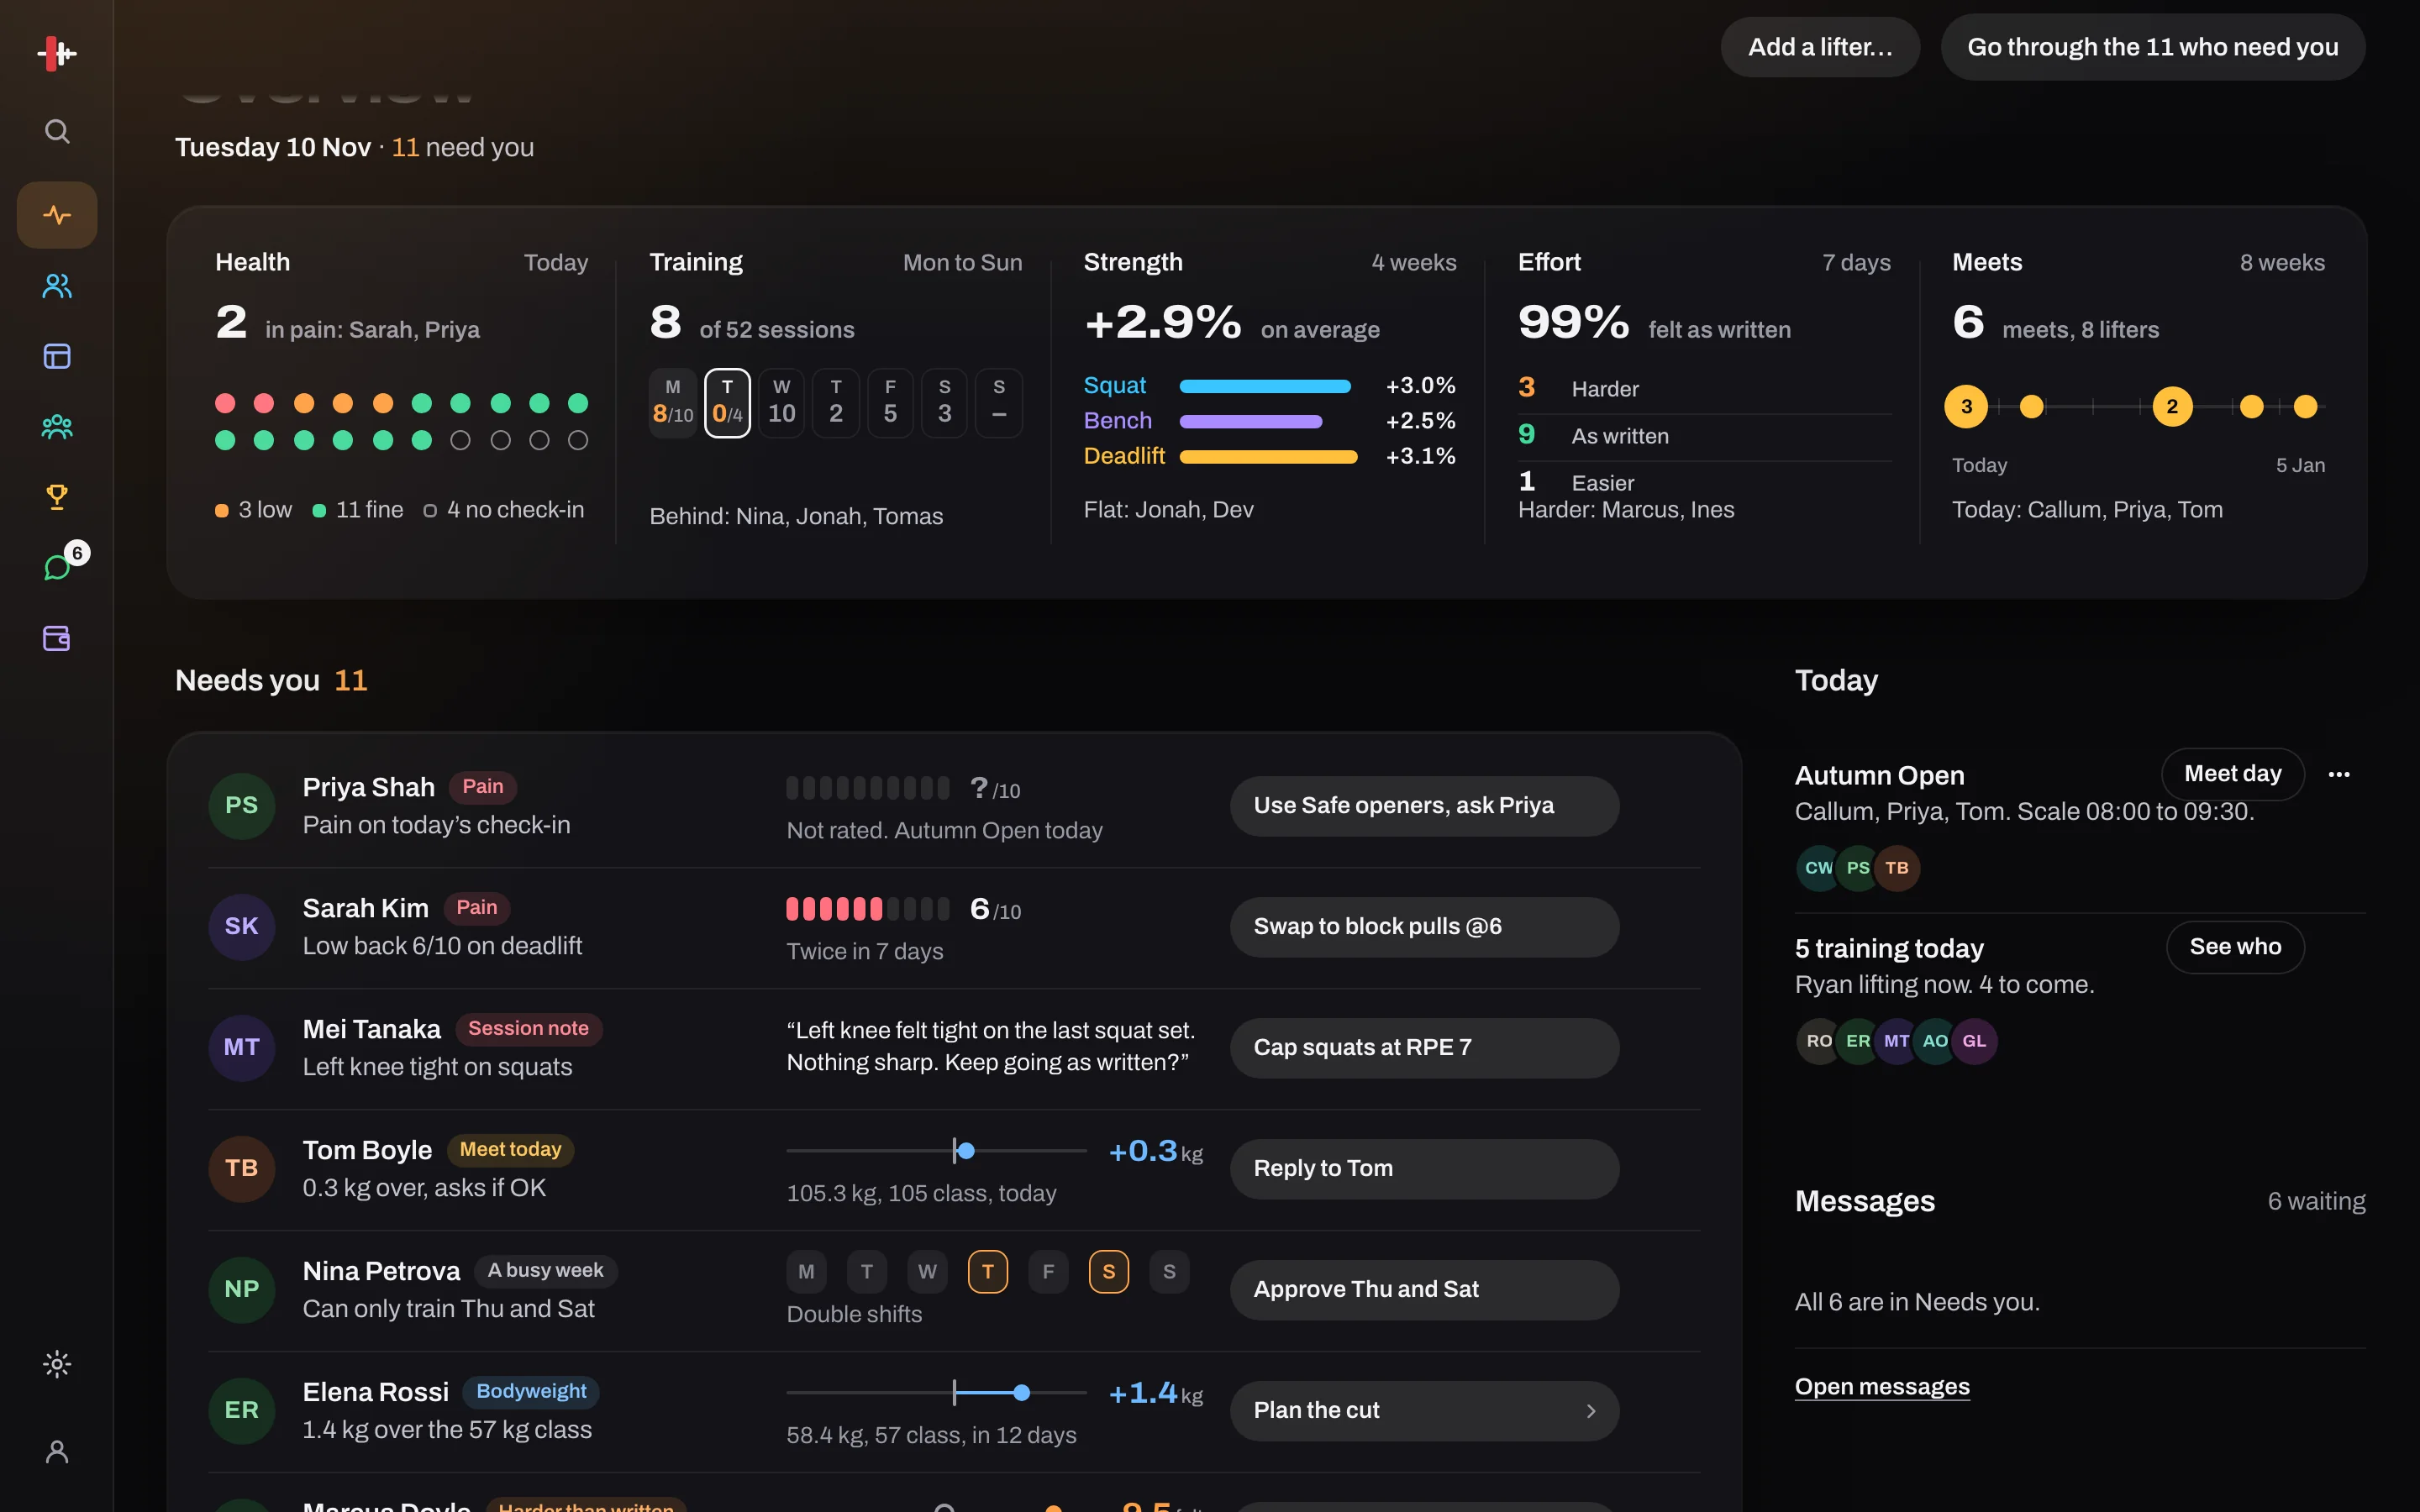 Add a lifter…
Go through the 11 who need you
Overview
Tuesday 10 Nov · 11 need you
Health
Today
2 in pain: Sarah, Priya
3 low
11 fine
4 no check-in
Training
Mon to Sun
8 of 52 sessions
M T W T F S S
8/10 0/4 10 2 5 3 –
Behind: Nina, Jonah, Tomas
Strength
4 weeks
+2.9% on average
Squat +3.0%
Bench +2.5%
Deadlift +3.1%
Flat: Jonah, Dev
Effort
7 days
99% felt as written
3 Harder
9 As written
1 Easier
Harder: Marcus, Ines
Meets
8 weeks
6 meets, 8 lifters
3 2
Today 5 Jan
Today: Callum, Priya, Tom
6
Needs you 11
PS
Priya Shah Pain
Pain on today’s check-in
?/10
Not rated. Autumn Open today
Use Safe openers, ask Priya
SK
Sarah Kim Pain
Low back 6/10 on deadlift
6/10
Twice in 7 days
Swap to block pulls @6
MT
Mei Tanaka Session note
Left knee tight on squats
“Left knee felt tight on the last squat set.
Nothing sharp. Keep going as written?”
Cap squats at RPE 7
TB
Tom Boyle Meet today
0.3 kg over, asks if OK
+0.3 kg
105.3 kg, 105 class, today
Reply to Tom
NP
Nina Petrova A busy week
Can only train Thu and Sat
M T W T F S S
Double shifts
Approve Thu and Sat
ER
Elena Rossi Bodyweight
1.4 kg over the 57 kg class
+1.4 kg
58.4 kg, 57 class, in 12 days
Plan the cut
Marcus Doyle Harder than written
Today
Autumn Open
Meet day
Callum, Priya, Tom. Scale 08:00 to 09:30.
CW PS TB
5 training today
See who
Ryan lifting now. 4 to come.
RO ER MT AO GL
Messages
6 waiting
All 6 are in Needs you.
Open messages